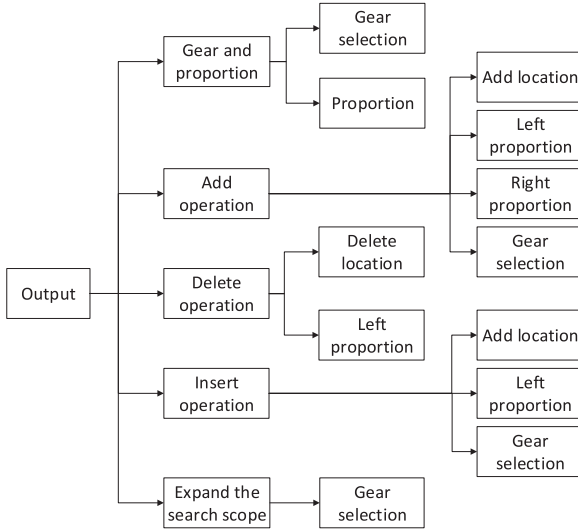 Output
Gear and
proportion
Gear
selection
Proportion
Add
operation
Add location
Left
proportion
Right
proportion
Gear
selection
Delete
operation
Delete
location
Left
proportion
Insert
operation
Add location
Left
proportion
Gear
selection
Expand the
search scope
Gear
selection